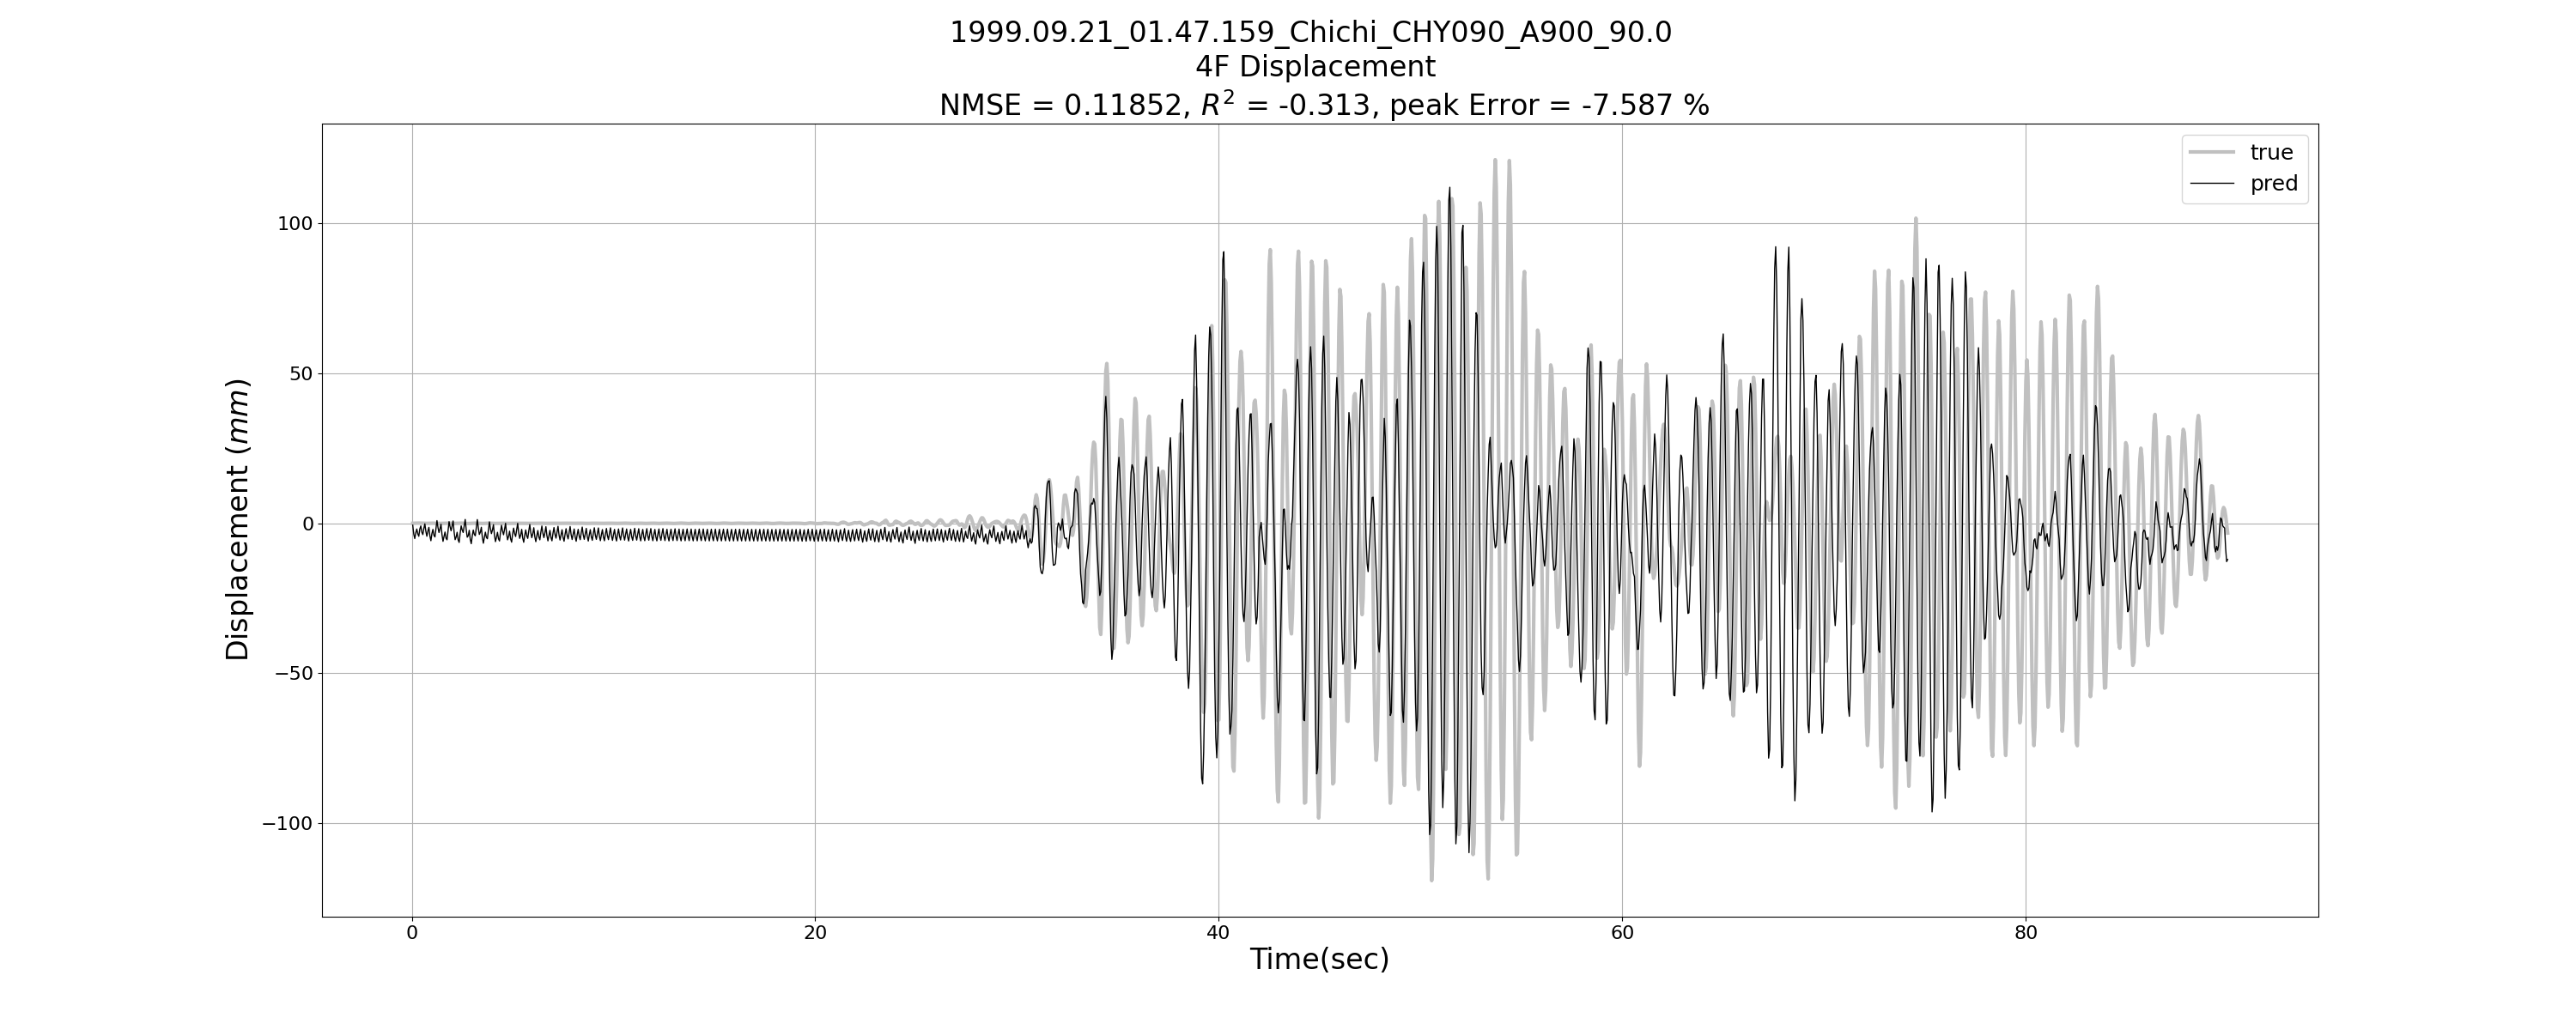 1999.09.21_01.47.159_Chichi_CHY090_A900_90.0
4F Displacement
NMSE = 0.11852, R² = -0.313, peak Error = -7.587 %
true
pred
100
50
0
−50
−100
Displacement (mm)
0 20 40 60 80
Time(sec)